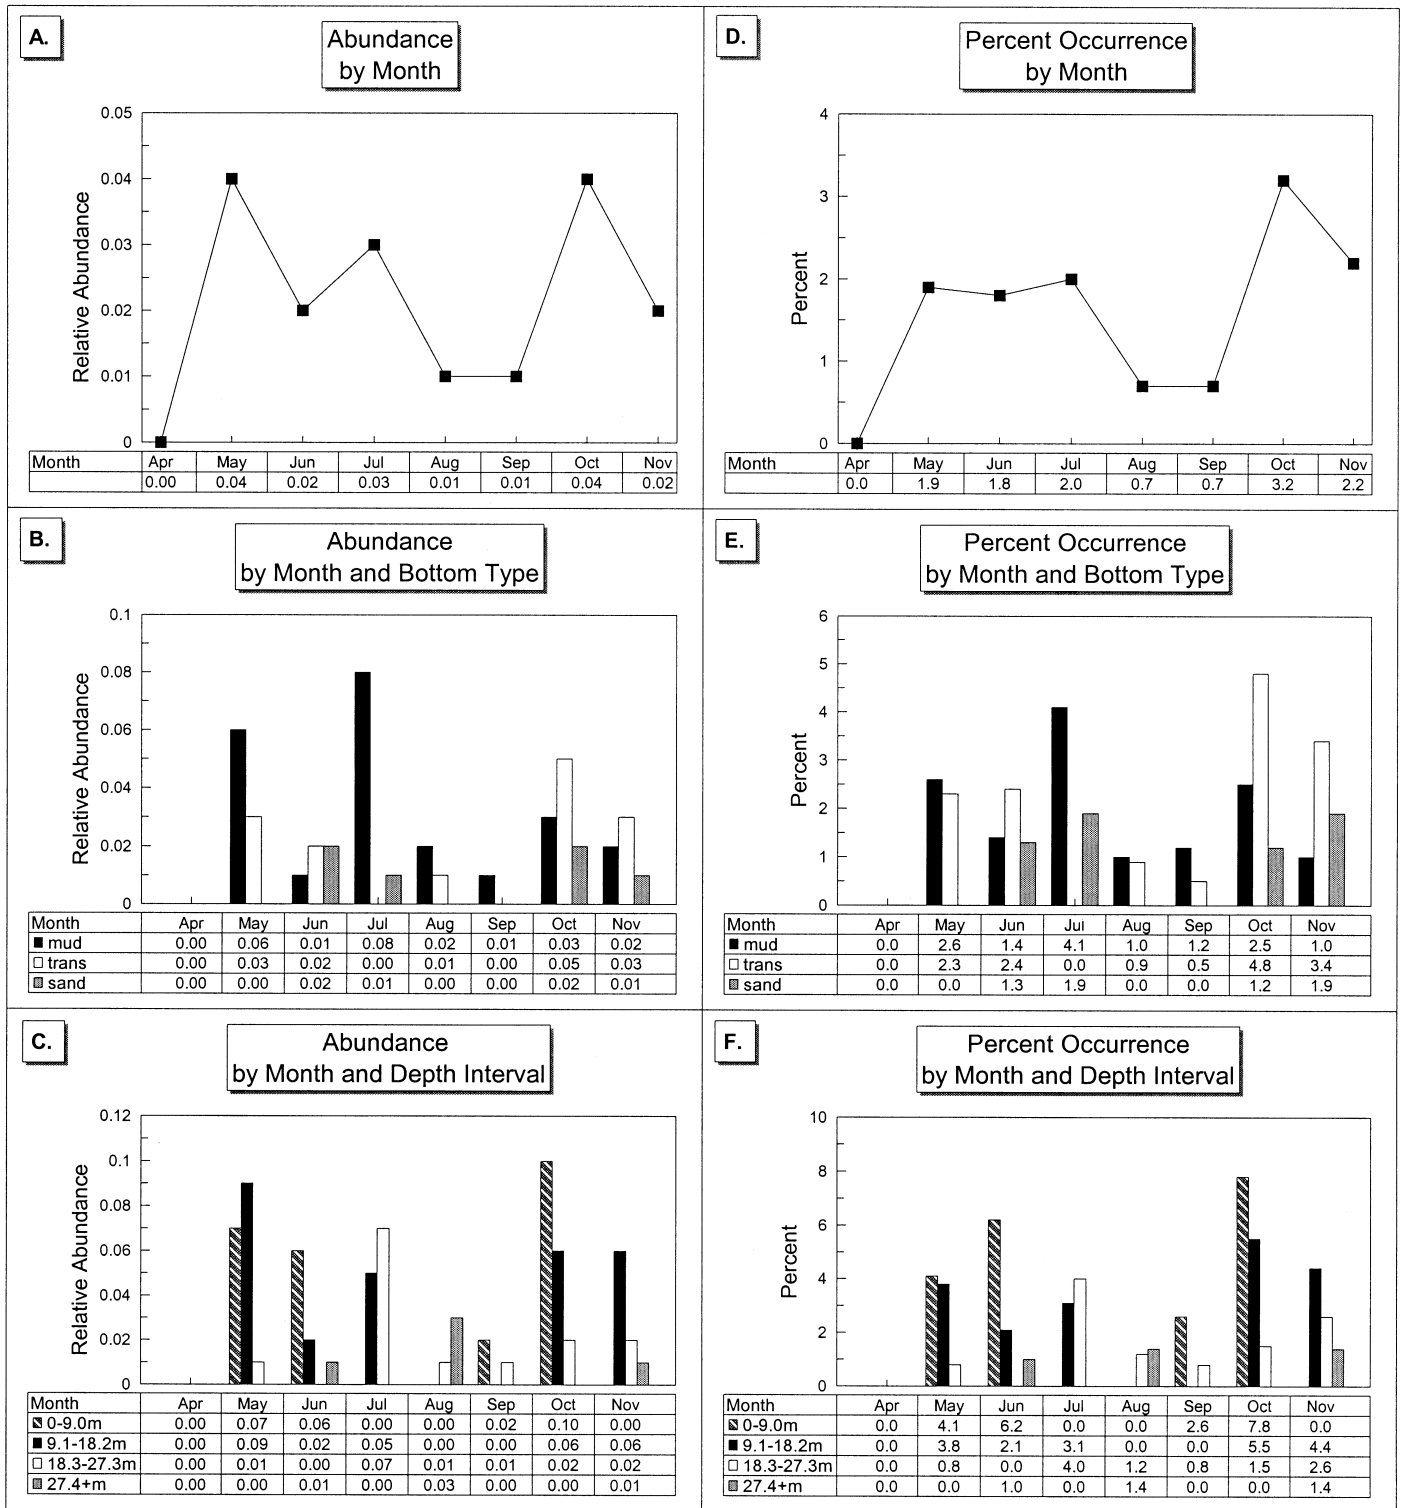 A.
Abundance
by Month
0.05
0.04
0.03
0.02
0.01
0
Relative Abundance
Month Apr May Jun Jul Aug Sep Oct Nov
0.00 0.04 0.02 0.03 0.01 0.01 0.04 0.02
D.
Percent Occurrence
by Month
4
3
2
1
0
Percent
Month Apr May Jun Jul Aug Sep Oct Nov
0.0 1.9 1.8 2.0 0.7 0.7 3.2 2.2
B.
Abundance
by Month and Bottom Type
0.1
0.08
0.06
0.04
0.02
0
Relative Abundance
Month Apr May Jun Jul Aug Sep Oct Nov
mud 0.00 0.06 0.01 0.08 0.02 0.01 0.03 0.02
trans 0.00 0.03 0.02 0.00 0.01 0.00 0.05 0.03
sand 0.00 0.00 0.02 0.01 0.00 0.00 0.02 0.01
E.
Percent Occurrence
by Month and Bottom Type
6
5
4
3
2
1
0
Percent
Month Apr May Jun Jul Aug Sep Oct Nov
mud 0.0 2.6 1.4 4.1 1.0 1.2 2.5 1.0
trans 0.0 2.3 2.4 0.0 0.9 0.5 4.8 3.4
sand 0.0 0.0 1.3 1.9 0.0 0.0 1.2 1.9
C.
Abundance
by Month and Depth Interval
0.12
0.1
0.08
0.06
0.04
0.02
0
Relative Abundance
Month Apr May Jun Jul Aug Sep Oct Nov
0-9.0m 0.00 0.07 0.06 0.00 0.00 0.02 0.10 0.00
9.1-18.2m 0.00 0.09 0.02 0.05 0.00 0.00 0.06 0.06
18.3-27.3m 0.00 0.01 0.00 0.07 0.01 0.01 0.02 0.02
27.4+m 0.00 0.00 0.01 0.00 0.03 0.00 0.00 0.01
F.
Percent Occurrence
by Month and Depth Interval
10
8
6
4
2
0
Percent
Month Apr May Jun Jul Aug Sep Oct Nov
0-9.0m 0.0 4.1 6.2 0.0 0.0 2.6 7.8 0.0
9.1-18.2m 0.0 3.8 2.1 3.1 0.0 0.0 5.5 4.4
18.3-27.3m 0.0 0.8 0.0 4.0 1.2 0.8 1.5 2.6
27.4+m 0.0 0.0 1.0 0.0 1.4 0.0 0.0 1.4